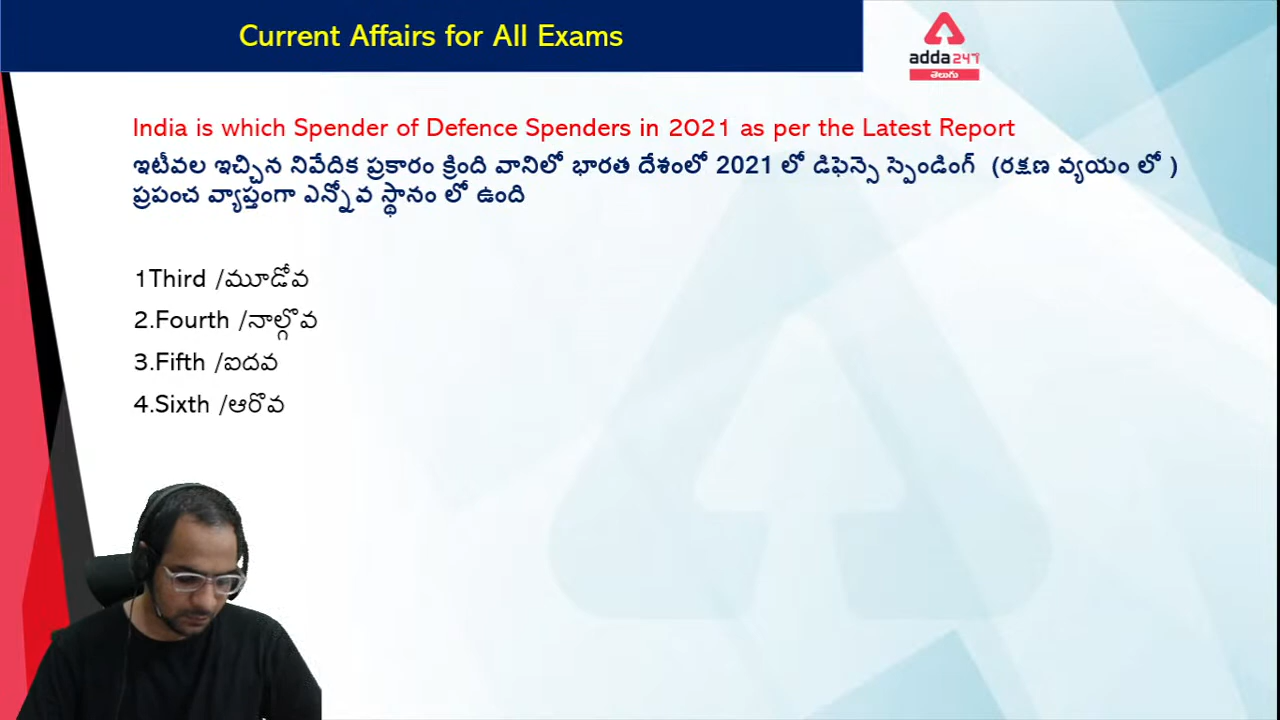 Current Affairs for All Exams
adda247
తెలుగు
India is which Spender of Defence Spenders in 2021 as per the Latest Report
ఇటీవల ఇచ్చిన నివేదిక ప్రకారం క్రింది వానిలో భారత దేశంలో 2021 లో డిఫెన్సె స్పెండింగ్ (రక్షణ వ్యయం లో )
ప్రపంచ వ్యాప్తంగా ఎన్నోవ స్థానం లో ఉంది
1Third /మూడోవ
2.Fourth /నాల్గొవ
3.Fifth /ఐదవ
4.Sixth /ఆరొవ